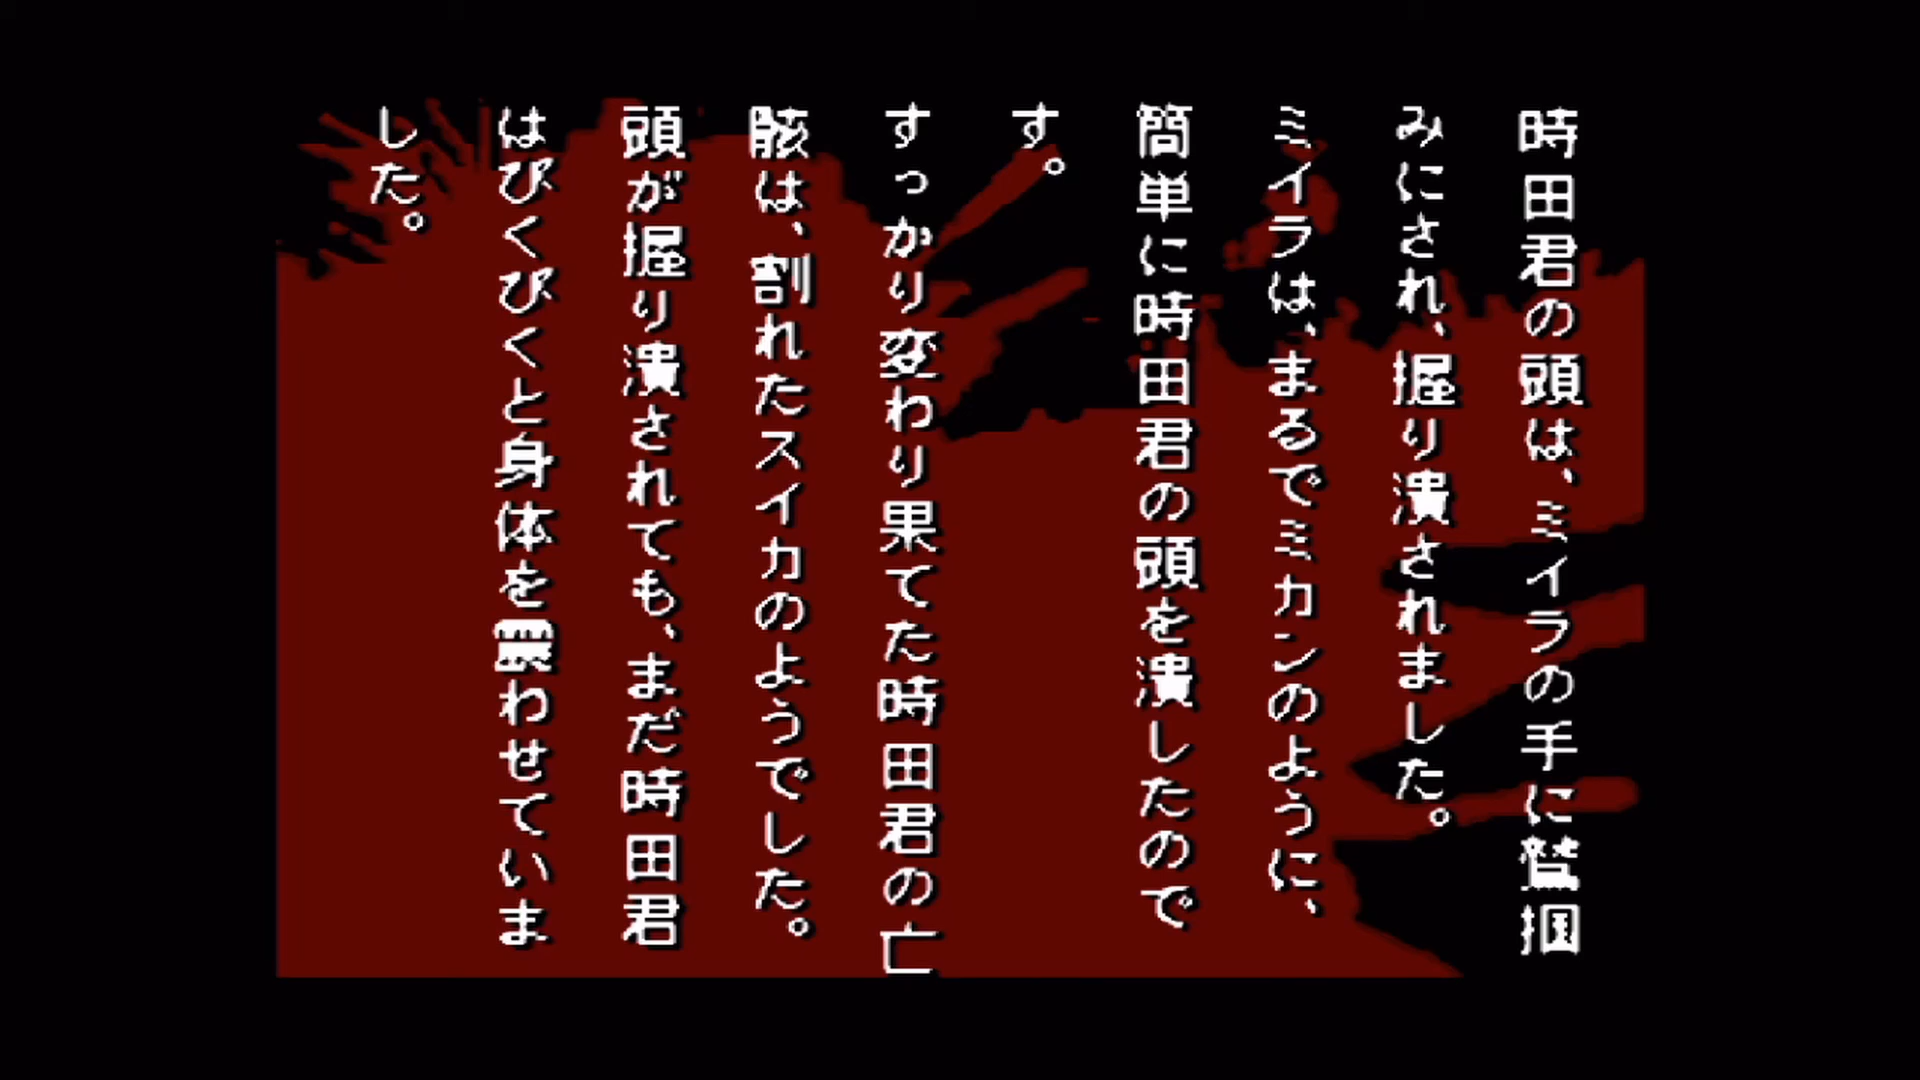 時田君の頭は、ミイラの手に鷲掴
みにされ、握り潰されました。
ミイラは、まるでミカンのように、
簡単に時田君の頭を潰したので
す。
すっかり変わり果てた時田君の亡
骸は、割れたスイカのようでした。
頭が握り潰されても、まだ時田君
はぴくぴくと身体を震わせていま
した。